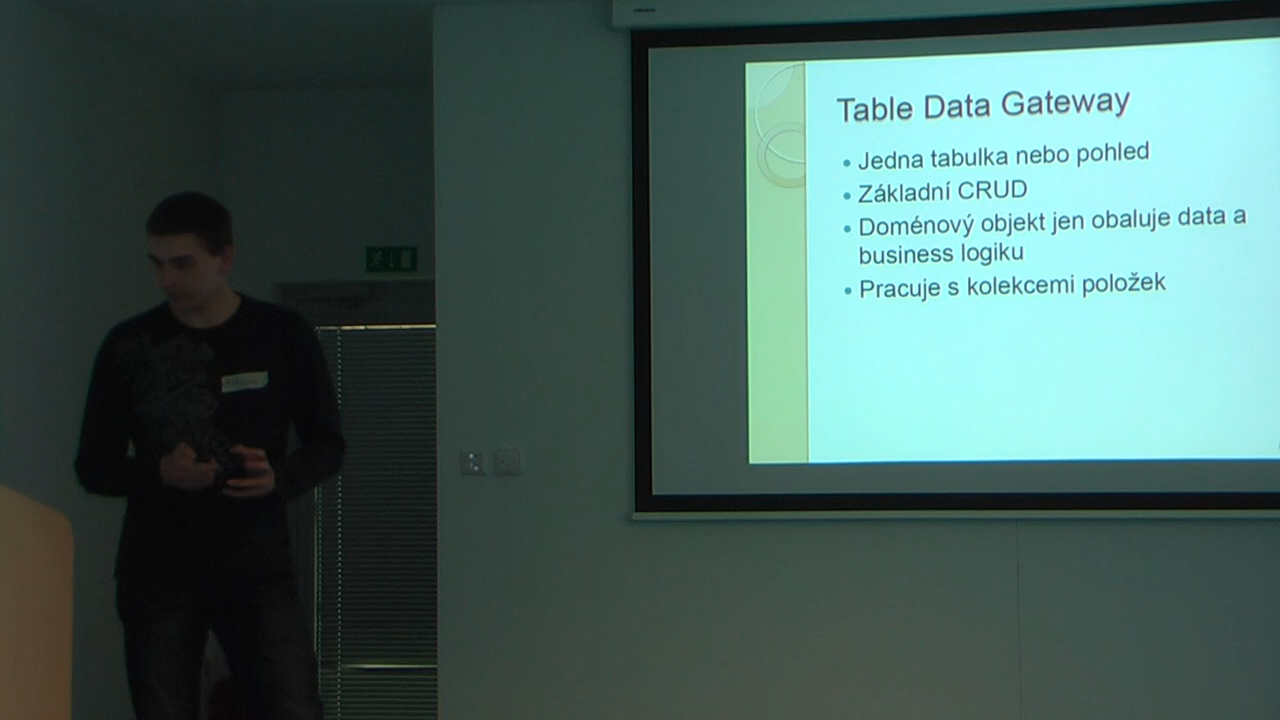 Table Data Gateway
• Jedna tabulka nebo pohled
• Základní CRUD
• Doménový objekt jen obaluje data a
business logiku
• Pracuje s kolekcemi položek